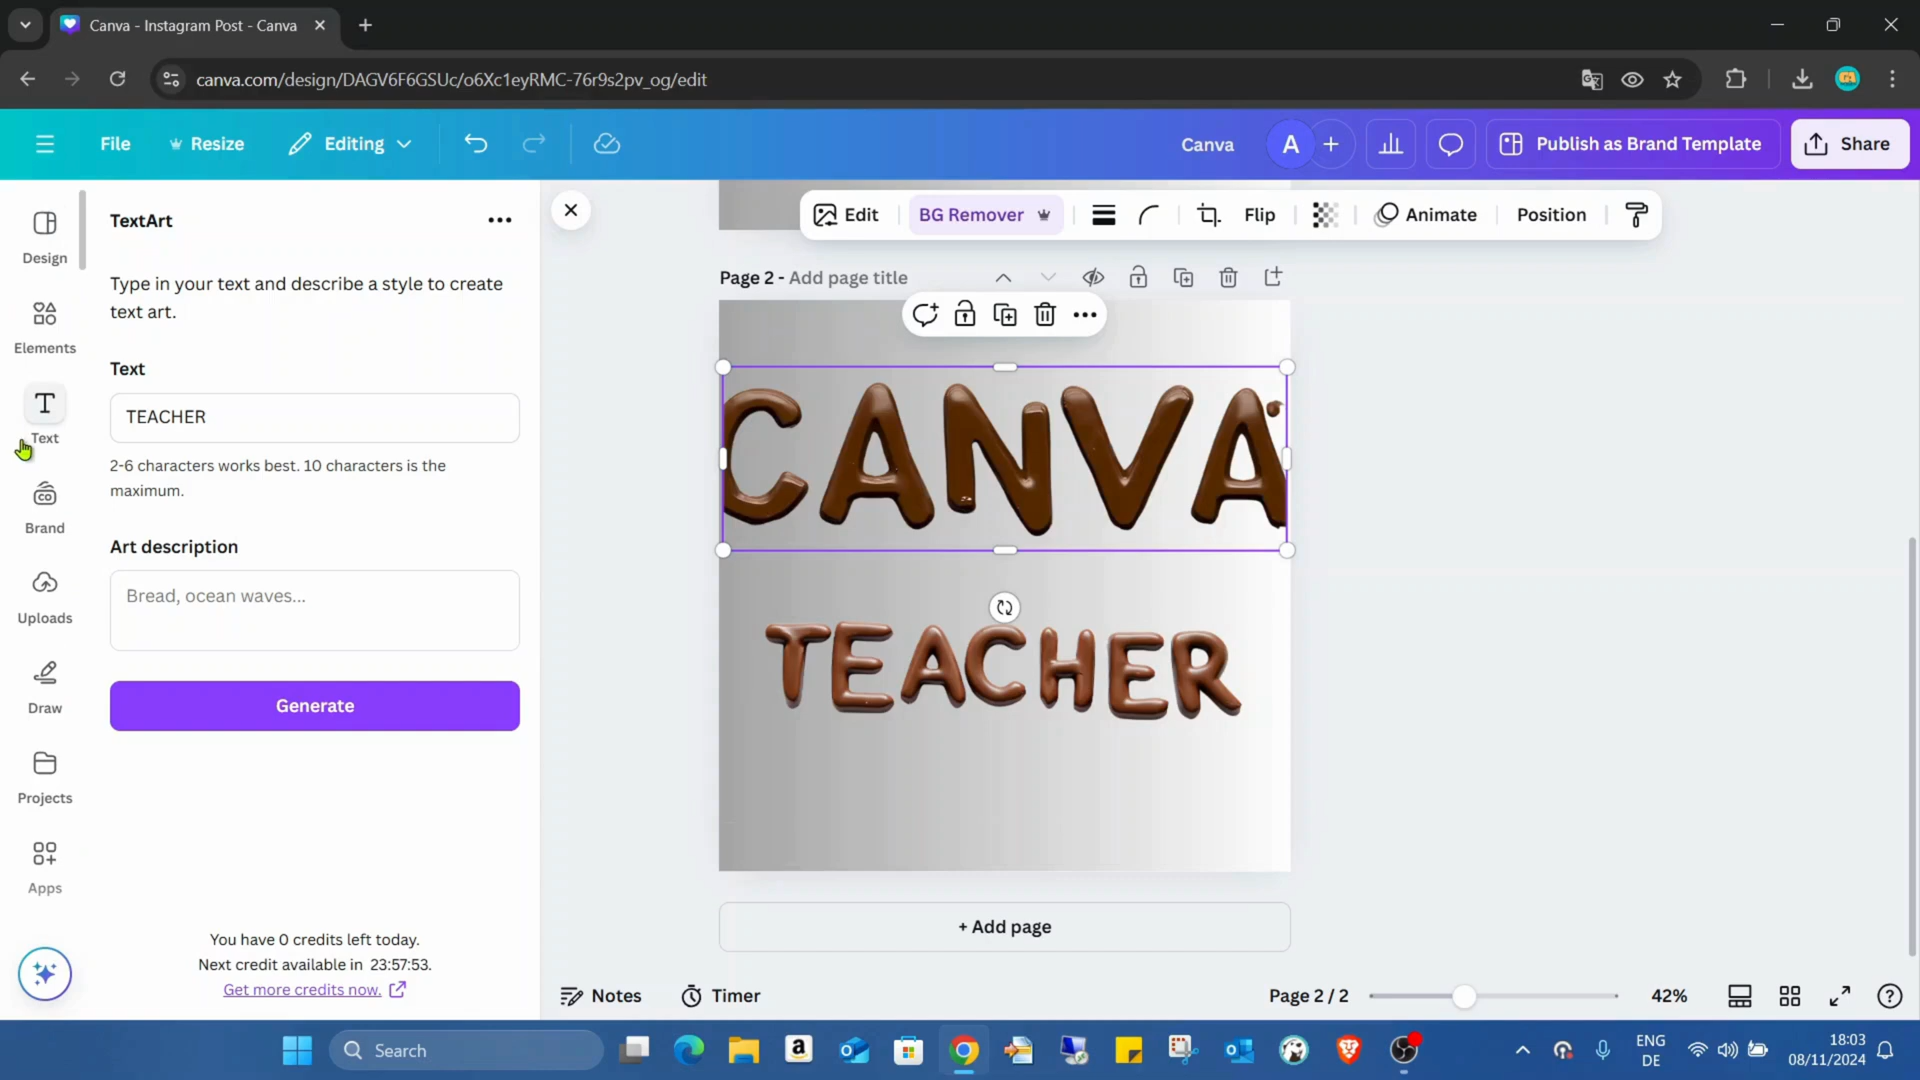 Canva - Instagram Post - Canva
canva.com/design/DAGV6F6GSUc/o6Xc1eyRMC-76r9s2pv_og/edit
File
Resize
Editing
Canva
A
Publish as Brand Template
Share
Design
Elements
Text
Brand
Uploads
Draw
Projects
Apps
TextArt
Type in your text and describe a style to create
text art.
Text
TEACHER
2-6 characters works best. 10 characters is the
maximum.
Art description
Bread, ocean waves...
Generate
You have 0 credits left today.
Next credit available in 23:57:53.
Get more credits now.
Edit
BG Remover
Flip
Animate
Position
Page 2 - Add page title
CANVA
TEACHER
+ Add page
Notes
Timer
Page 2 / 2
42%
Search
ENG
DE
18:03
08/11/2024